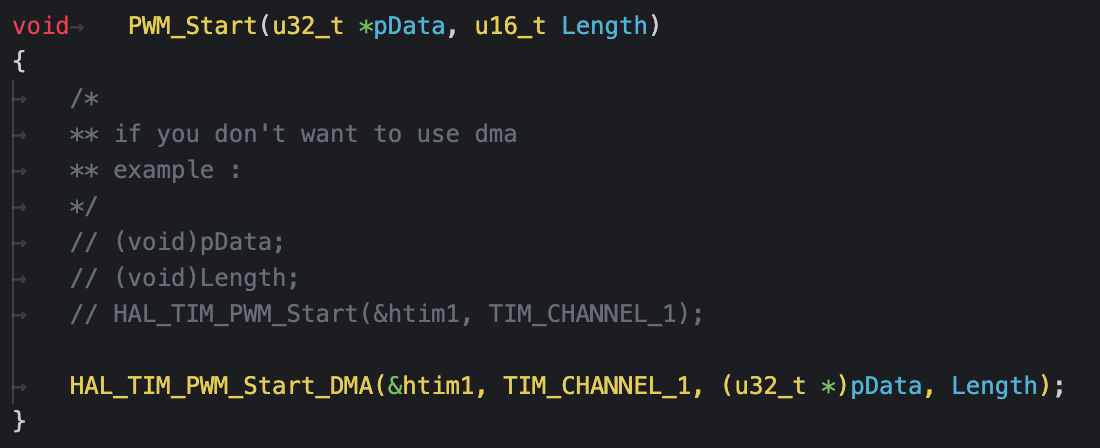 void PWM_Start(u32_t *pData, u16_t Length)
{
/*
** if you don't want to use dma
** example :
*/
// (void)pData;
// (void)Length;
// HAL_TIM_PWM_Start(&htim1, TIM_CHANNEL_1);
HAL_TIM_PWM_Start_DMA(&htim1, TIM_CHANNEL_1, (u32_t *)pData, Length);
}